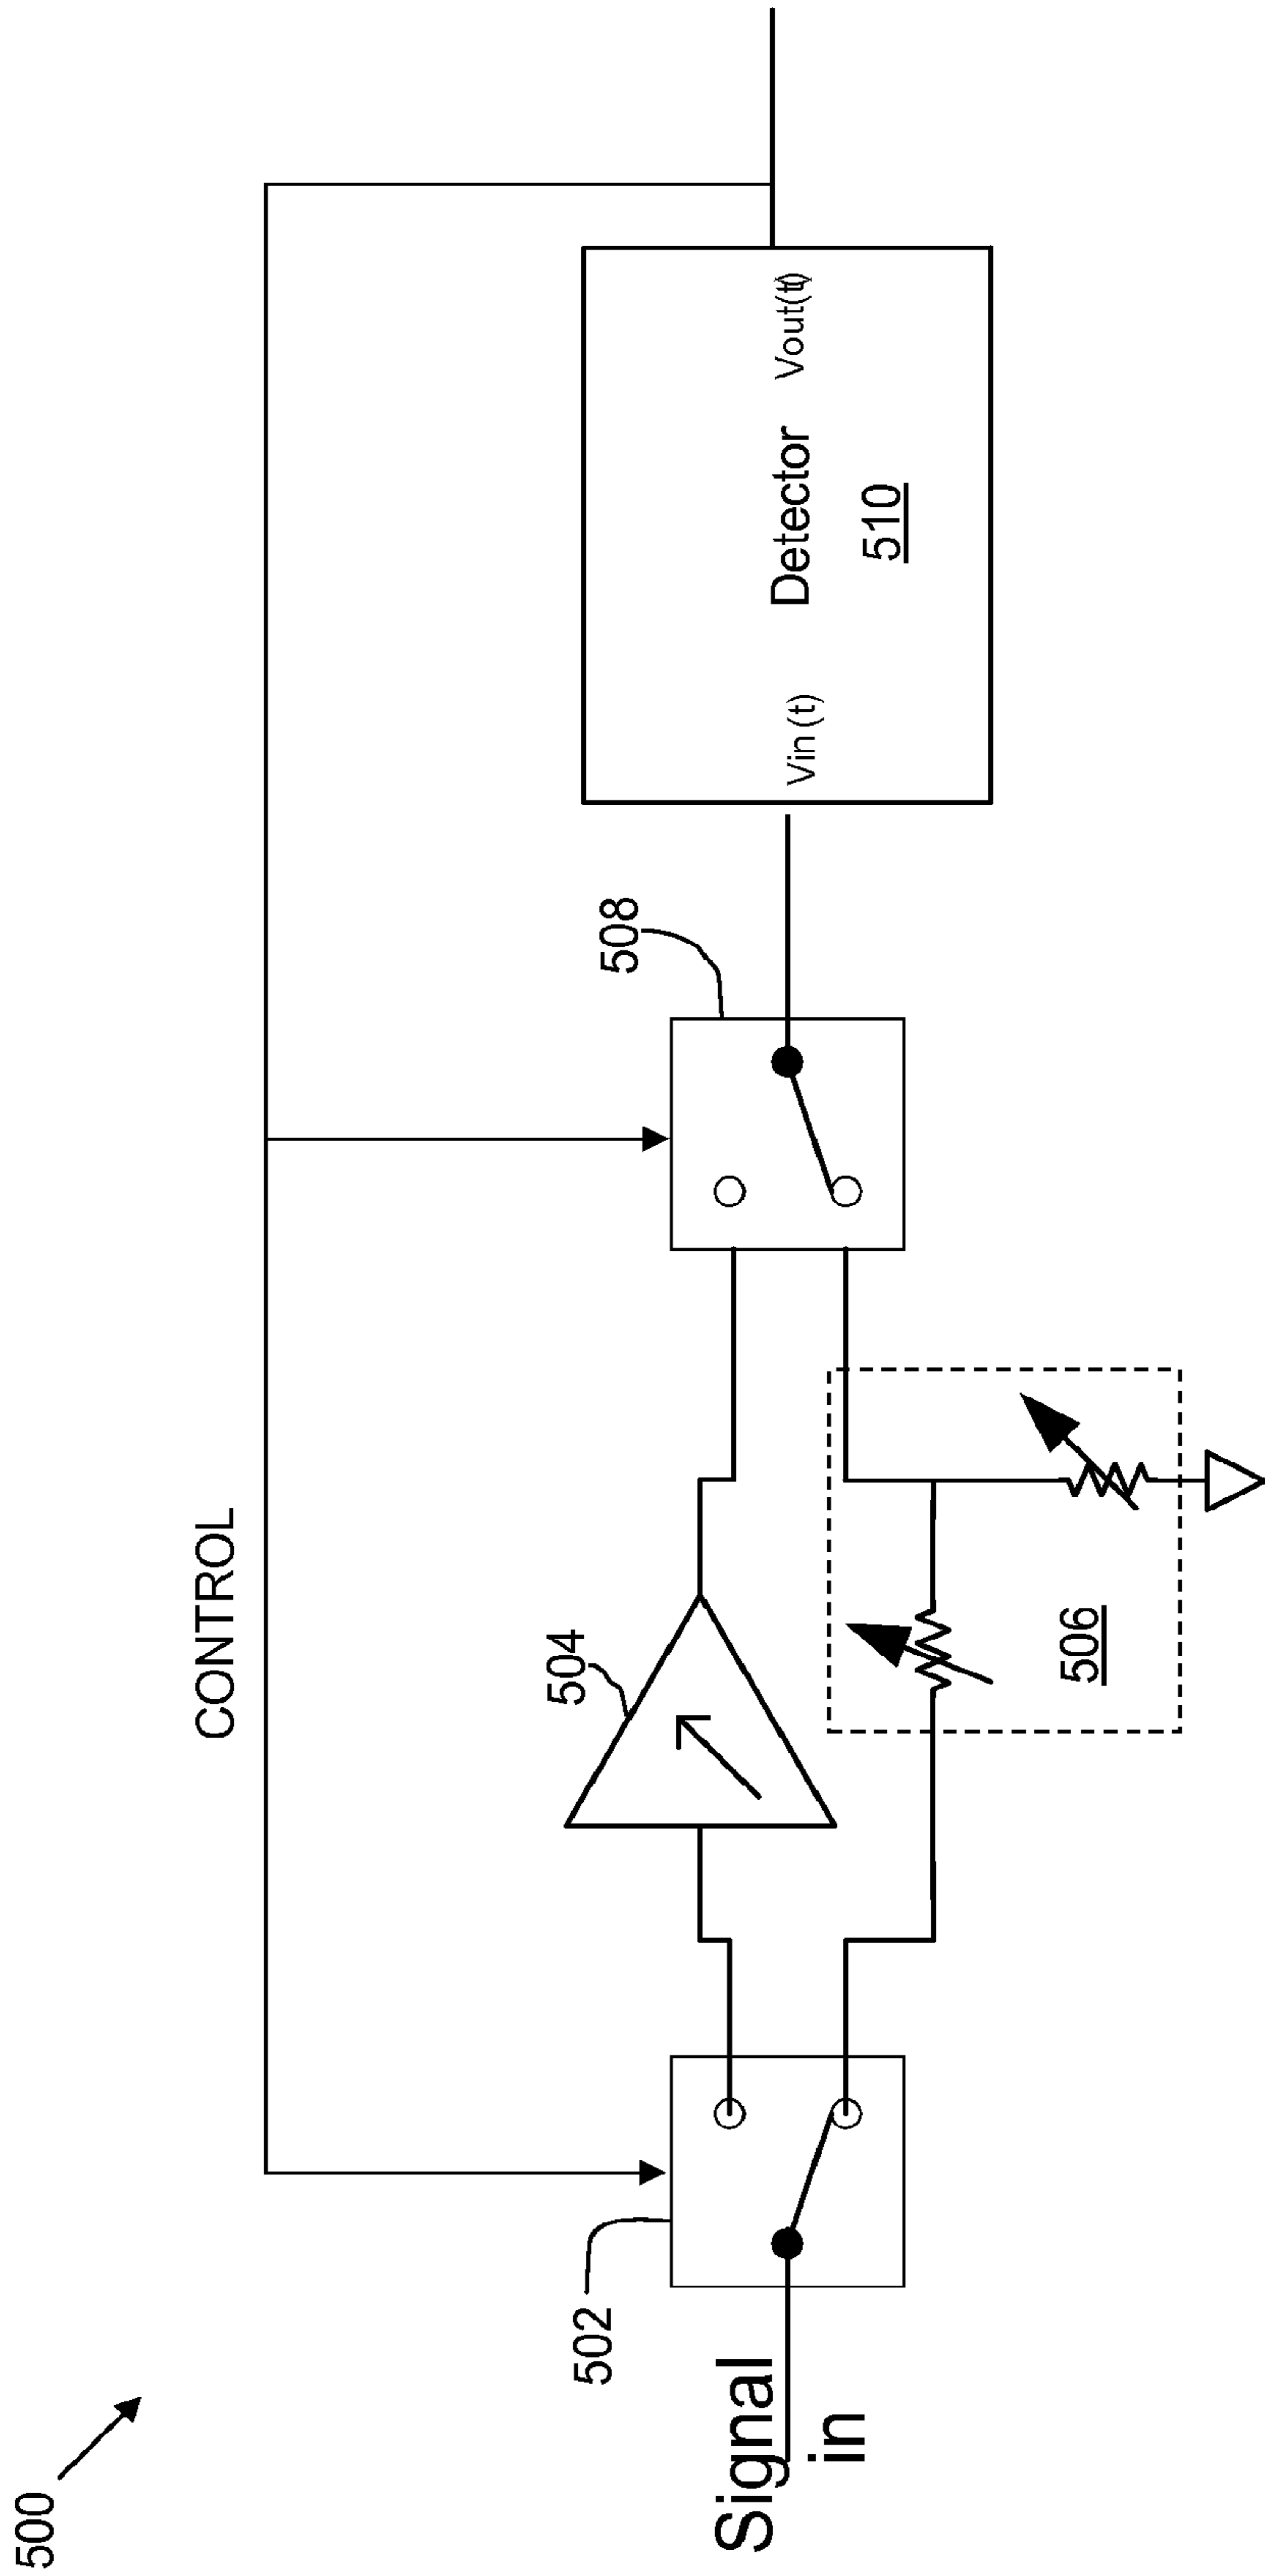 500
CONTROL
502
504
508
Signal
in
506
Vin (t)
Detector
Vout(t)
510